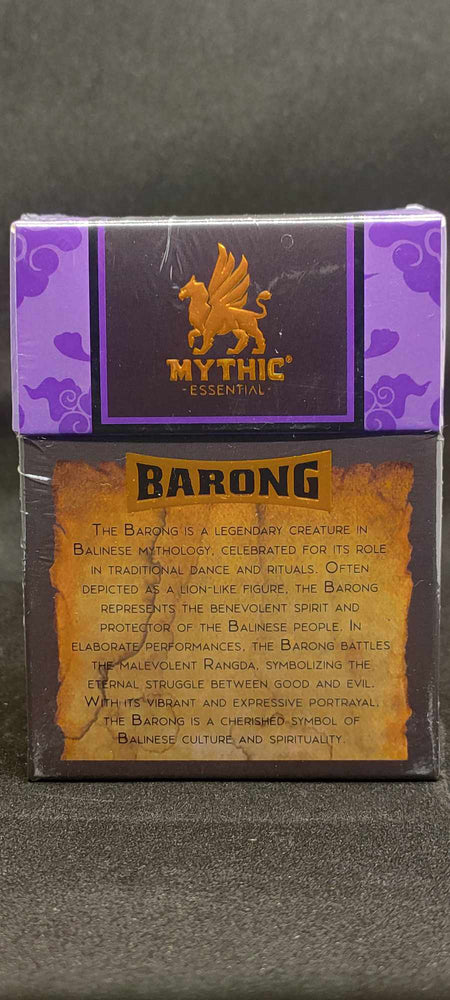 MYTHIC®
-ESSENTIAL-
BARONG
THE BARONG IS A LEGENDARY CREATURE IN
BALINESE MYTHOLOGY, CELEBRATED FOR ITS ROLE
IN TRADITIONAL DANCE AND RITUALS. OFTEN
DEPICTED AS A LION-LIKE FIGURE, THE BARONG
REPRESENTS THE BENEVOLENT SPIRIT AND
PROTECTOR OF THE BALINESE PEOPLE. IN
ELABORATE PERFORMANCES, THE BARONG BATTLES
THE MALEVOLENT RANGDA, SYMBOLIZING THE
ETERNAL STRUGGLE BETWEEN GOOD AND EVIL.
WITH ITS VIBRANT AND EXPRESSIVE PORTRAYAL,
THE BARONG IS A CHERISHED SYMBOL OF
BALINESE CULTURE AND SPIRITUALITY.